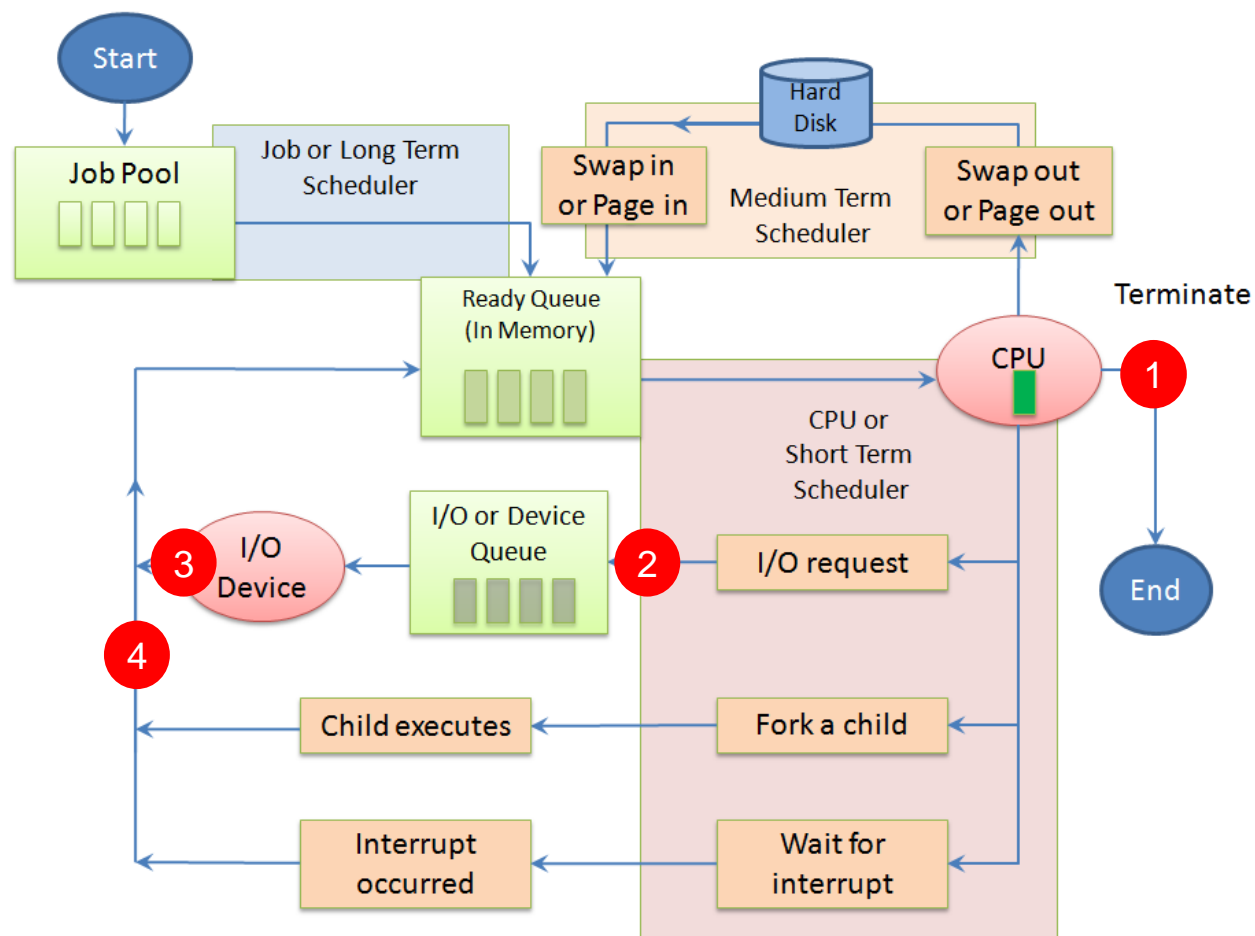 Start
Hard
Disk
Job Pool
Job or Long Term
Scheduler
Swap in
or Page in
Medium Term
Scheduler
Swap out
or Page out
Ready Queue
(In Memory)
Terminate
CPU
1
CPU or
Short Term
Scheduler
I/O or Device
Queue
2
I/O request
3
I/O
Device
End
4
Child executes
Fork a child
Interrupt
occurred
Wait for
interrupt